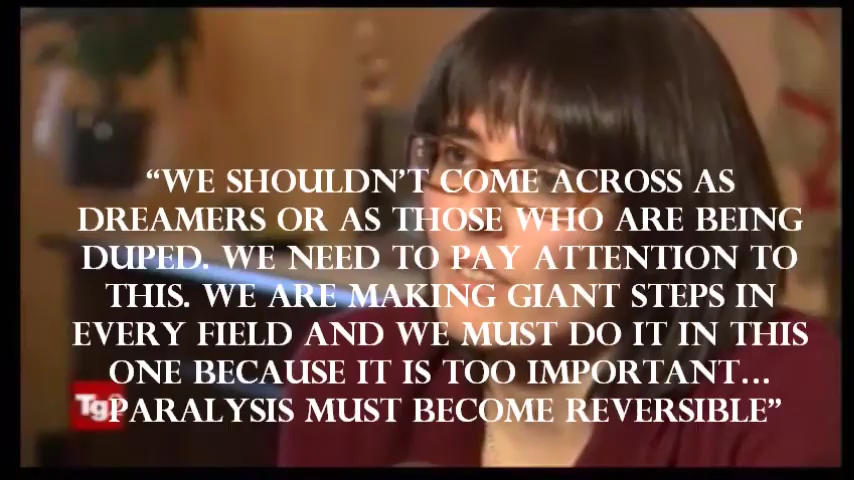 “WE SHOULDN’T COME ACROSS AS
DREAMERS OR AS THOSE WHO ARE BEING
DUPED. WE NEED TO PAY ATTENTION TO
THIS. WE ARE MAKING GIANT STEPS IN
EVERY FIELD AND WE MUST DO IT IN THIS
ONE BECAUSE IT IS TOO IMPORTANT...
PARALYSIS MUST BECOME REVERSIBLE”
Tg